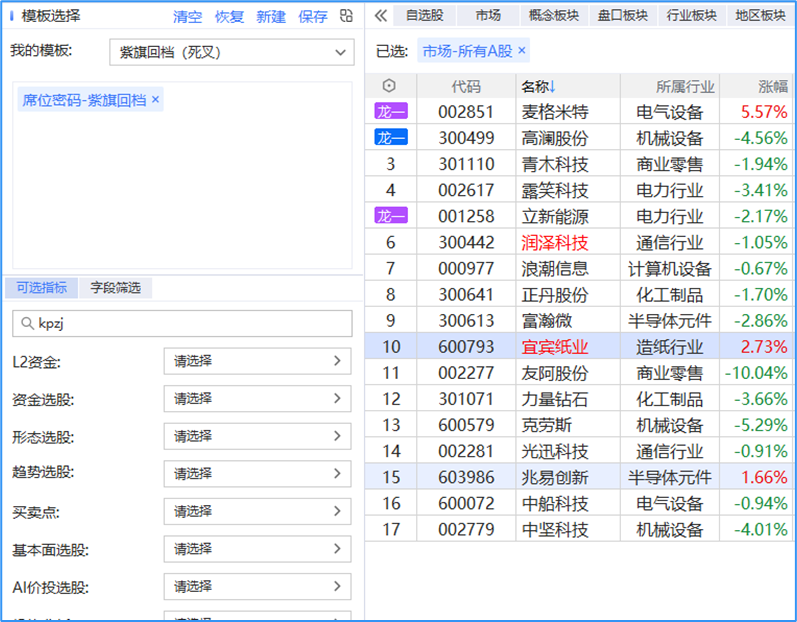 模板选择 清空 恢复 新建 保存
我的模板: 紫旗回档（死叉）
席位密码-紫旗回档 ×
可选指标 字段筛选
kpzj
L2资金: 请选择
资金选股: 请选择
形态选股: 请选择
趋势选股: 请选择
买卖点: 请选择
基本面选股: 请选择
AI价投选股: 请选择
自选股 市场 概念板块 盘口板块 行业板块 地区板块
已选: 市场-所有A股 ×
代码 名称↓ 所属行业 涨幅
龙一 002851 麦格米特 电气设备 5.57%
龙一 300499 高澜股份 机械设备 -4.56%
3 301110 青木科技 商业零售 -1.94%
4 002617 露笑科技 电力行业 -3.41%
龙一 001258 立新能源 电力行业 -2.17%
6 300442 润泽科技 通信行业 -1.05%
7 000977 浪潮信息 计算机设备 -0.67%
8 300641 正丹股份 化工制品 -1.70%
9 300613 富瀚微 半导体元件 -2.86%
10 600793 宜宾纸业 造纸行业 2.73%
11 002277 友阿股份 商业零售 -10.04%
12 301071 力量钻石 化工制品 -3.66%
13 600579 克劳斯 机械设备 -5.29%
14 002281 光迅科技 通信行业 -0.91%
15 603986 兆易创新 半导体元件 1.66%
16 600072 中船科技 电气设备 -0.94%
17 002779 中坚科技 机械设备 -4.01%